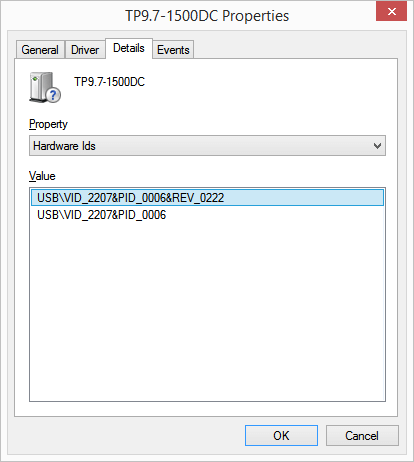 TP9.7-1500DC Properties
General Driver Details Events
TP9.7-1500DC
Property
Hardware Ids
Value
USB\VID_2207&PID_0006&REV_0222
USB\VID_2207&PID_0006
OK Cancel